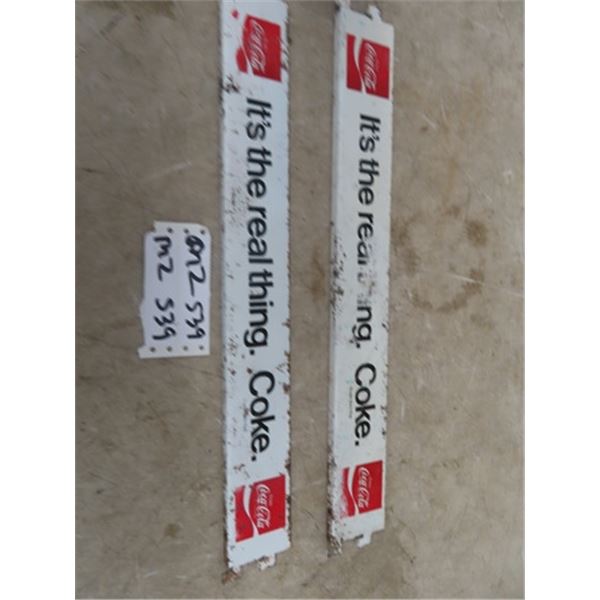 Coca-Cola
It's the real thing. Coke.
Coca-Cola
Coca-Cola
It's the real thing. Coke.
Coca-Cola
MZ-539
MZ 539